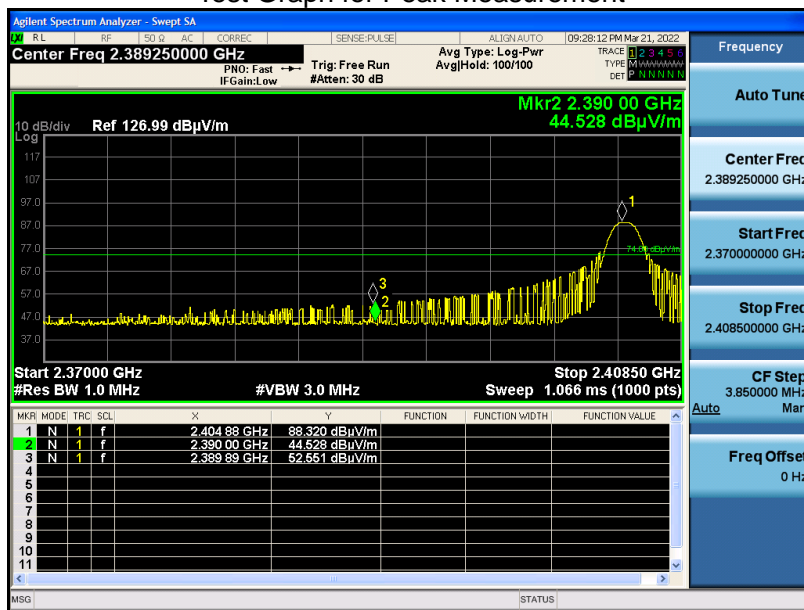 Test Graph for Peak Measurement
Agilent Spectrum Analyzer - Swept SA
LXI RL RF 50 Ω AC CORREC SENSE:PULSE ALIGN AUTO 09:28:12 PM Mar 21, 2022
Center Freq 2.389250000 GHz
PNO: Fast
IFGain:Low
Trig: Free Run
#Atten: 30 dB
Avg Type: Log-Pwr
Avg|Hold: 100/100
TRACE 1 2 3 4 5 6
TYPE M WWWWW
DET P N N N N N
Mkr2 2.390 00 GHz
44.528 dBµV/m
10 dB/div Ref 126.99 dBµV/m
Log
117
107
97.0
87.0
77.0
67.0
57.0
47.0
37.0
1
74.00 dBµV/m
3
2
Start 2.37000 GHz Stop 2.40850 GHz
#Res BW 1.0 MHz #VBW 3.0 MHz Sweep 1.066 ms (1000 pts)
MKR MODE TRC SCL X Y FUNCTION FUNCTION WIDTH FUNCTION VALUE
1 N 1 f 2.404 88 GHz 88.320 dBµV/m
2 N 1 f 2.390 00 GHz 44.528 dBµV/m
3 N 1 f 2.389 89 GHz 52.551 dBµV/m
4
5
6
7
8
9
10
11
MSG STATUS
Frequency
Auto Tune
Center Freq
2.389250000 GHz
Start Freq
2.370000000 GHz
Stop Freq
2.408500000 GHz
CF Step
3.850000 MHz
Auto Man
Freq Offset
0 Hz